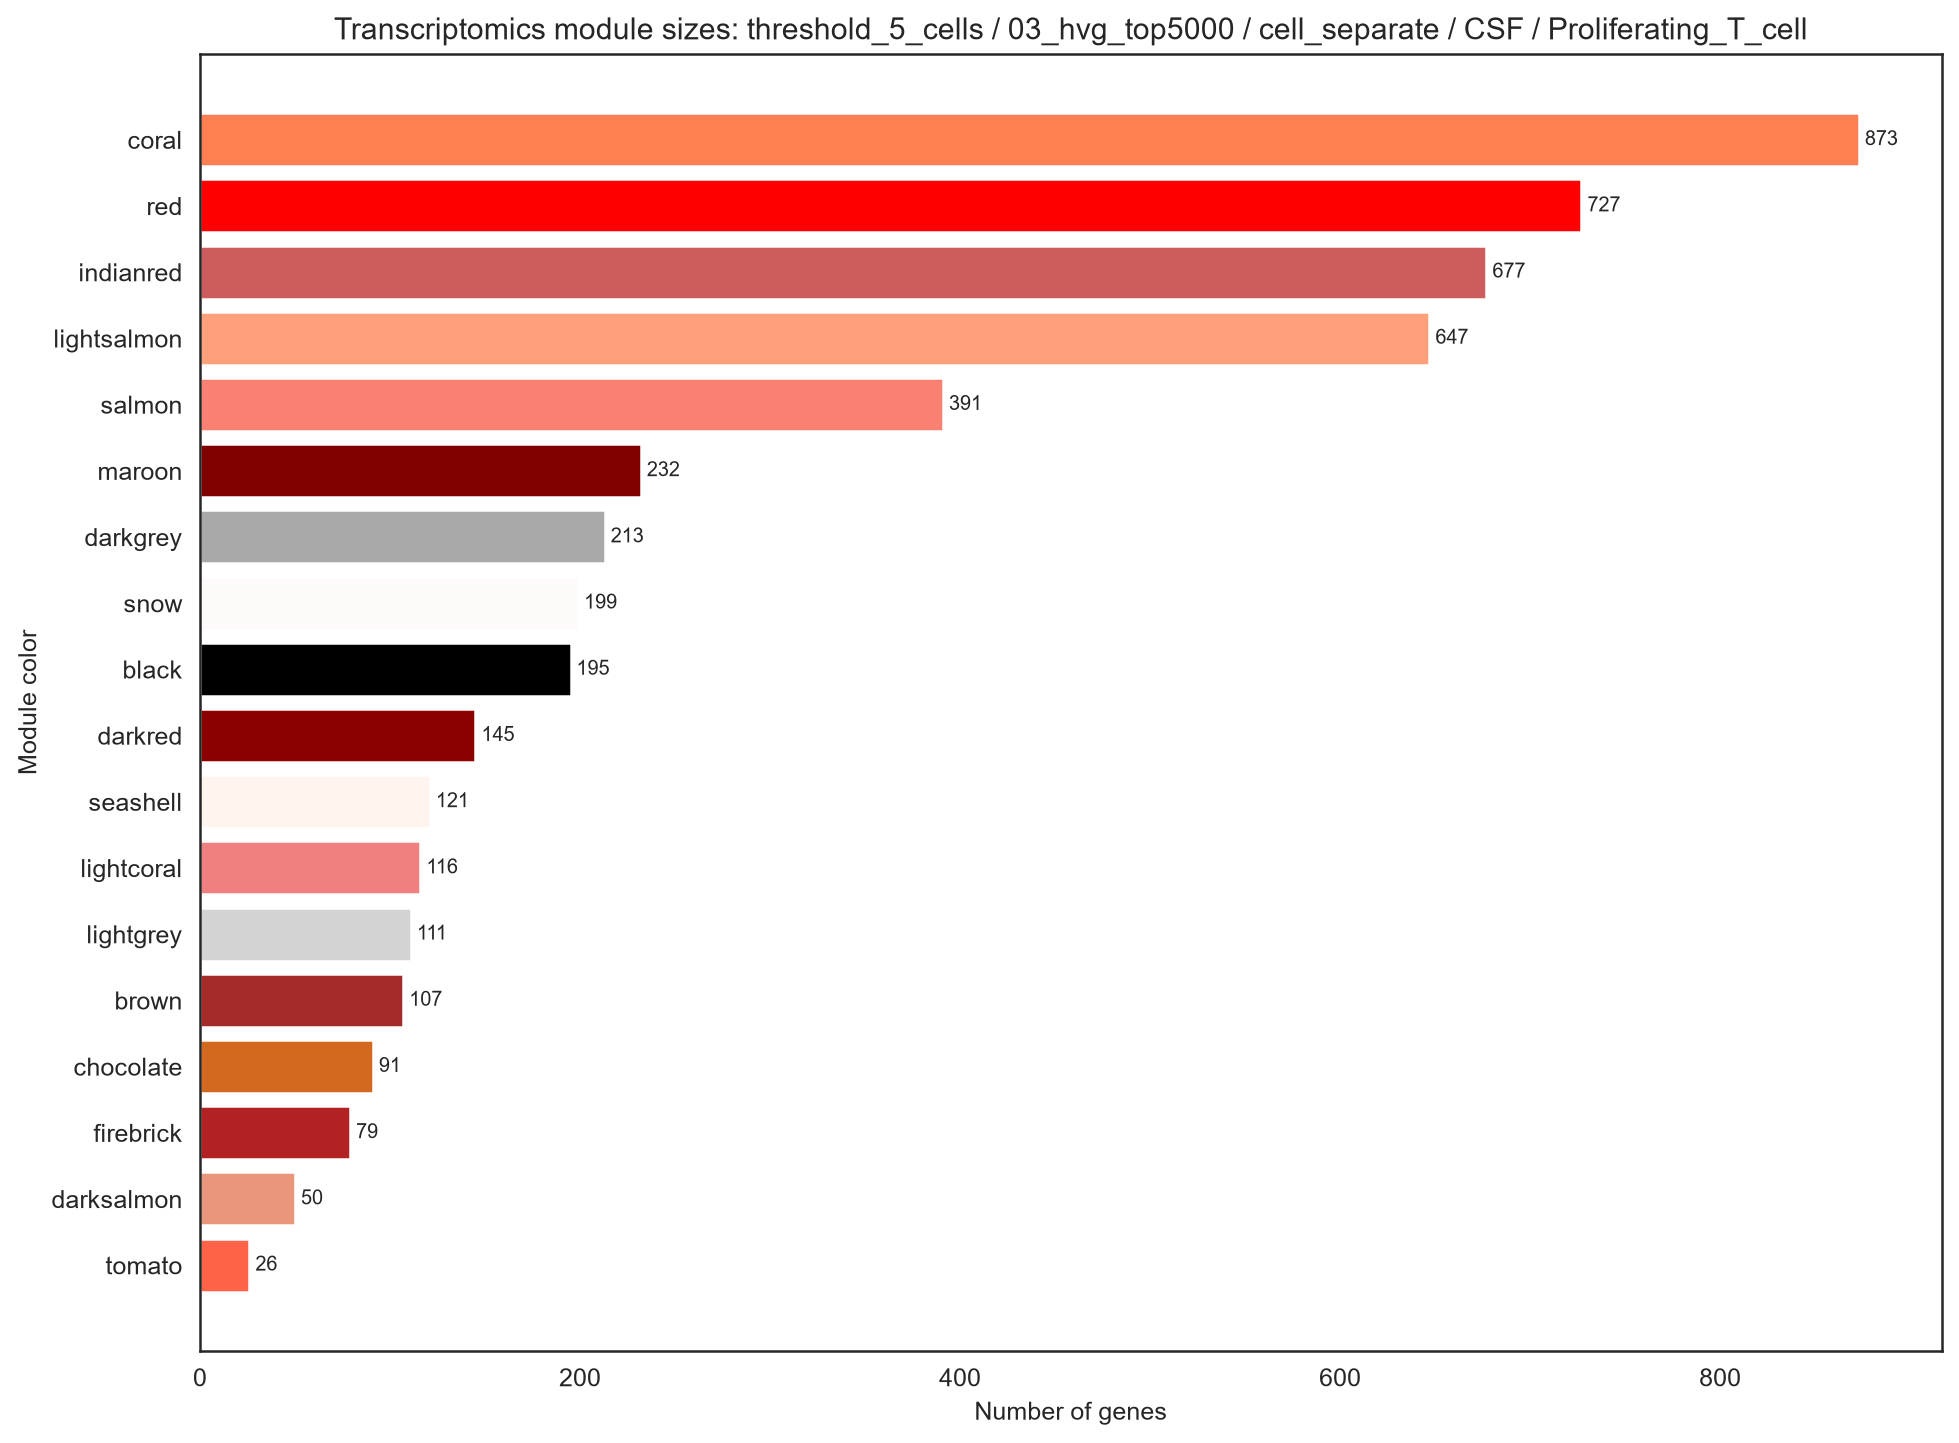 Transcriptomics module sizes: threshold_5_cells / 03_hvg_top5000 / cell_separate / CSF / Proliferating_T_cell
Module color
coral 873
red 727
indianred 677
lightsalmon 647
salmon 391
maroon 232
darkgrey 213
snow 199
black 195
darkred 145
seashell 121
lightcoral 116
lightgrey 111
brown 107
chocolate 91
firebrick 79
darksalmon 50
tomato 26
0 200 400 600 800
Number of genes